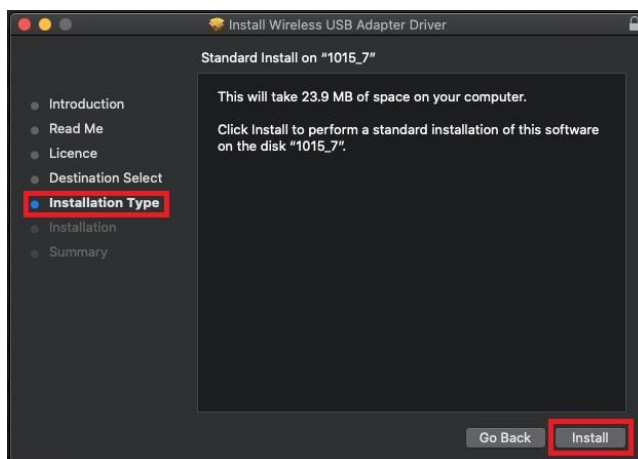 Install Wireless USB Adapter Driver
Standard Install on “1015_7”
Introduction
Read Me
Licence
Destination Select
Installation Type
Installation
Summary
This will take 23.9 MB of space on your computer.
Click Install to perform a standard installation of this software
on the disk “1015_7”.
Go Back
Install